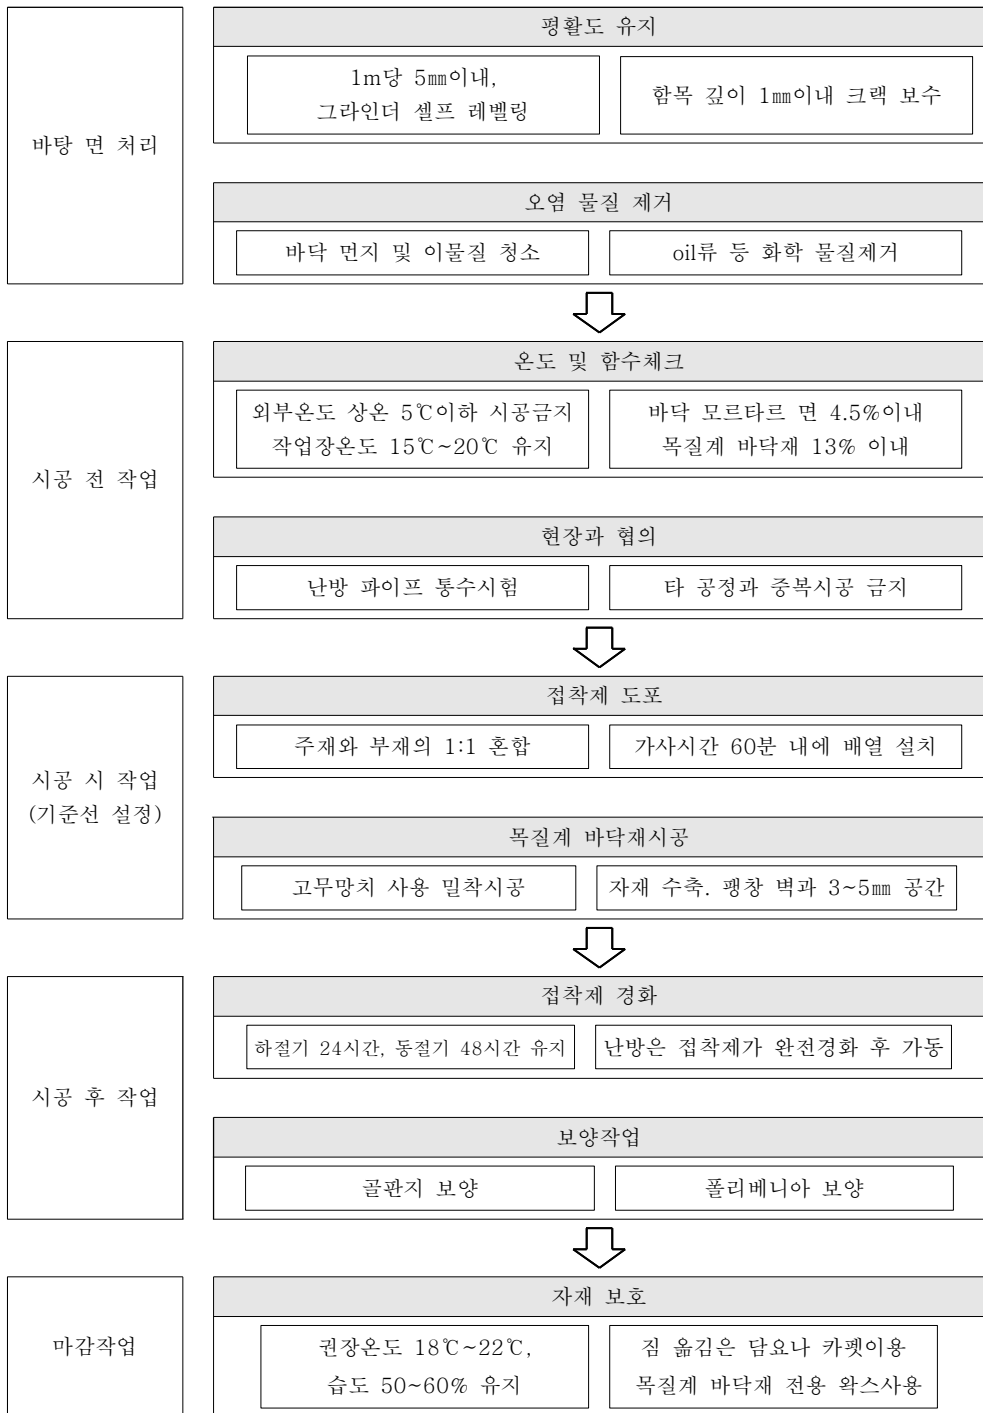 바탕 면 처리
평활도 유지
1m당 5㎜이내,
그라인더 셀프 레벨링
함목 깊이 1㎜이내 크랙 보수
오염 물질 제거
바닥 먼지 및 이물질 청소
oil류 등 화학 물질제거
시공 전 작업
온도 및 함수체크
외부온도 상온 5℃이하 시공금지
작업장온도 15℃~20℃ 유지
바닥 모르타르 면 4.5%이내
목질계 바닥재 13% 이내
현장과 협의
난방 파이프 통수시험
타 공정과 중복시공 금지
시공 시 작업
(기준선 설정)
접착제 도포
주재와 부재의 1:1 혼합
가사시간 60분 내에 배열 설치
목질계 바닥재시공
고무망치 사용 밀착시공
자재 수축. 팽창 벽과 3~5㎜ 공간
시공 후 작업
접착제 경화
하절기 24시간, 동절기 48시간 유지
난방은 접착제가 완전경화 후 가동
보양작업
골판지 보양
폴리베니아 보양
마감작업
자재 보호
권장온도 18℃~22℃,
습도 50~60% 유지
짐 옮김은 담요나 카펫이용
목질계 바닥재 전용 왁스사용